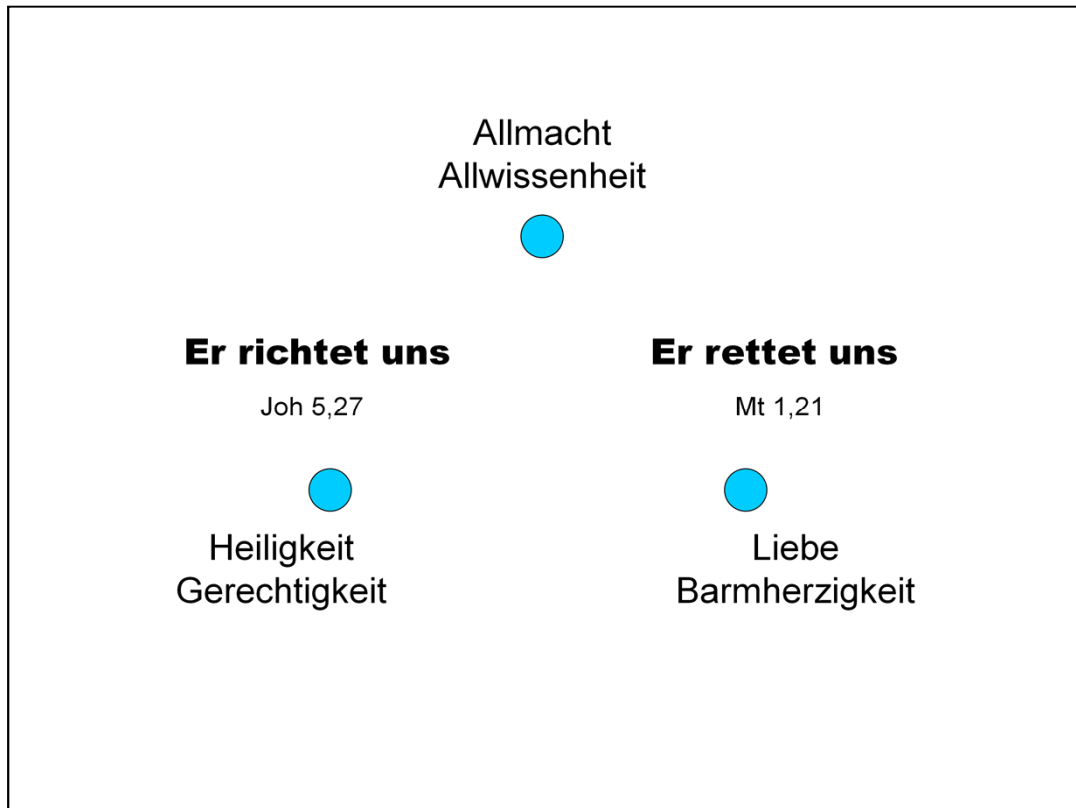 Allmacht
Allwissenheit
Er richtet uns
Joh 5,27
Er rettet uns
Mt 1,21
Heiligkeit
Gerechtigkeit
Liebe
Barmherzigkeit